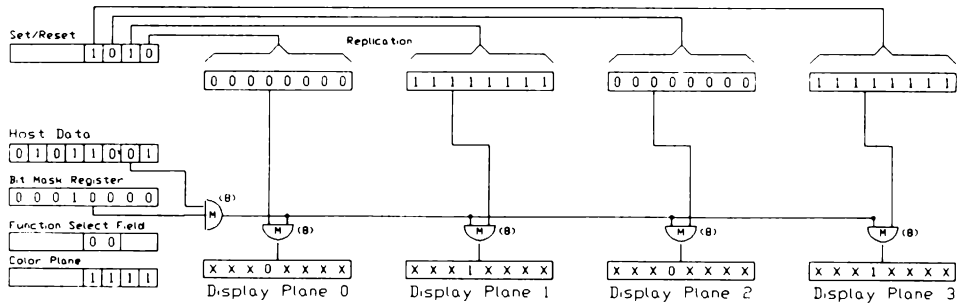 Set/Reset
1 0 1 0
Replication
0 0 0 0 0 0 0 0
1 1 1 1 1 1 1 1
0 0 0 0 0 0 0 0
1 1 1 1 1 1 1 1
Host Data
0 1 0 1 1 0 0 1
Bit Mask Register
0 0 0 1 0 0 0 0
M (8)
Function Select Field
0 0
M (8)
M (8)
M (8)
M (8)
Color Plane
1 1 1 1
X X X 0 X X X X
X X X 1 X X X X
X X X 0 X X X X
X X X 1 X X X X
Display Plane 0
Display Plane 1
Display Plane 2
Display Plane 3